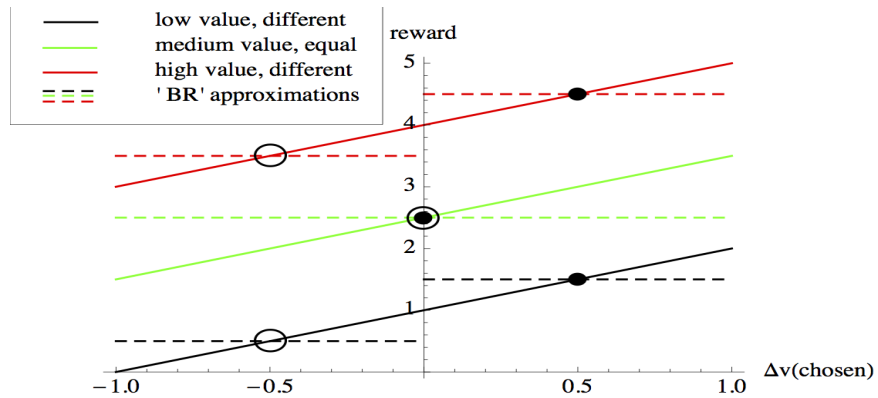 low value, different
medium value, equal
high value, different
'BR' approximations
reward
5
4
3
2
1
−1.0 −0.5 0.5 1.0
Δv(chosen)